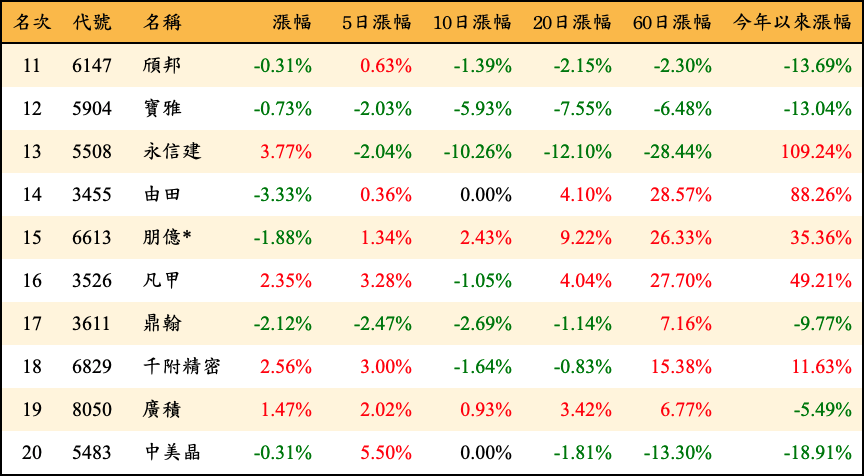 名次 代號 名稱 漲幅 5日漲幅 10日漲幅 20日漲幅 60日漲幅 今年以來漲幅
11 6147 頎邦 -0.31% 0.63% -1.39% -2.15% -2.30% -13.69%
12 5904 寶雅 -0.73% -2.03% -5.93% -7.55% -6.48% -13.04%
13 5508 永信建 3.77% -2.04% -10.26% -12.10% -28.44% 109.24%
14 3455 由田 -3.33% 0.36% 0.00% 4.10% 28.57% 88.26%
15 6613 朋億* -1.88% 1.34% 2.43% 9.22% 26.33% 35.36%
16 3526 凡甲 2.35% 3.28% -1.05% 4.04% 27.70% 49.21%
17 3611 鼎翰 -2.12% -2.47% -2.69% -1.14% 7.16% -9.77%
18 6829 千附精密 2.56% 3.00% -1.64% -0.83% 15.38% 11.63%
19 8050 廣積 1.47% 2.02% 0.93% 3.42% 6.77% -5.49%
20 5483 中美晶 -0.31% 5.50% 0.00% -1.81% -13.30% -18.91%